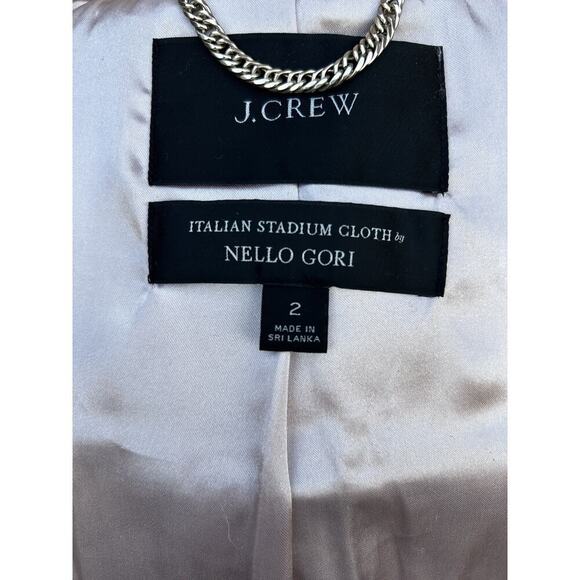 J.CREW
ITALIAN STADIUM CLOTH by
NELLO GORI
2
MADE IN
SRI LANKA